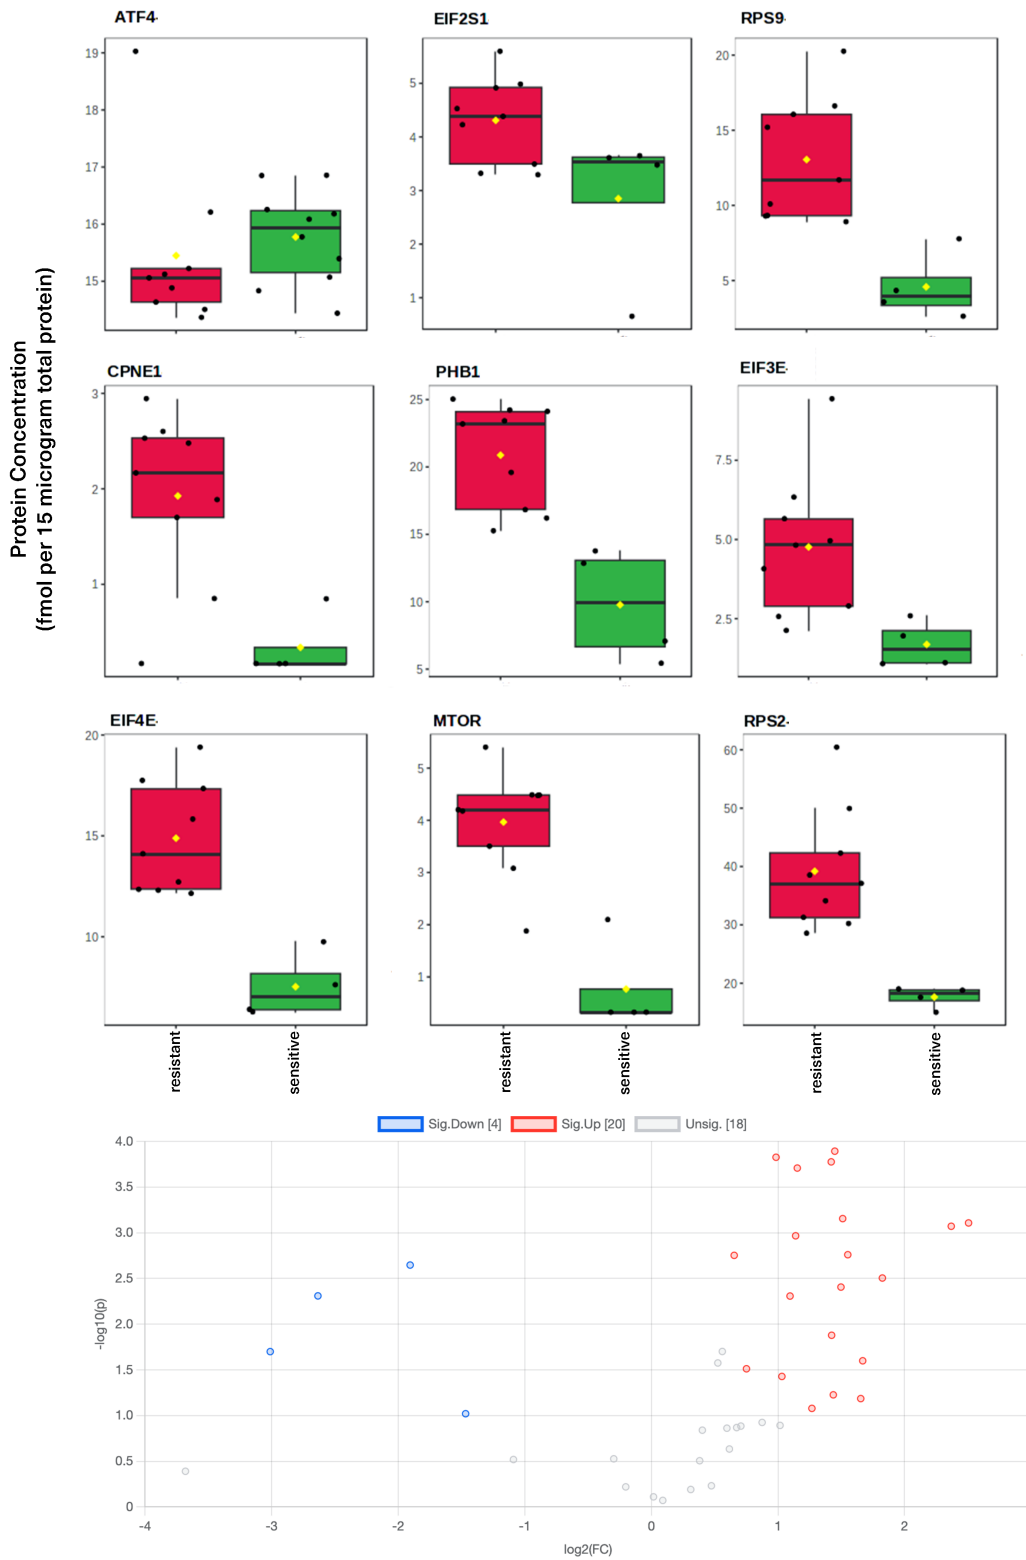 ATF4
EIF2S1
RPS9
19
18
17
16
15
5
4
3
2
1
20
15
10
5
Protein Concentration
(fmol per 15 microgram total protein)
CPNE1
PHB1
EIF3E
3
2
1
25
20
15
10
5
7.5
5.0
2.5
EIF4E
MTOR
RPS2
20
15
10
5
4
3
2
1
60
50
40
30
20
resistant
sensitive
resistant
sensitive
resistant
sensitive
Sig.Down [4]
Sig.Up [20]
Unsig. [18]
4.0
3.5
3.0
2.5
2.0
1.5
1.0
0.5
0
-log10(p)
-4
-3
-2
-1
0
1
2
log2(FC)